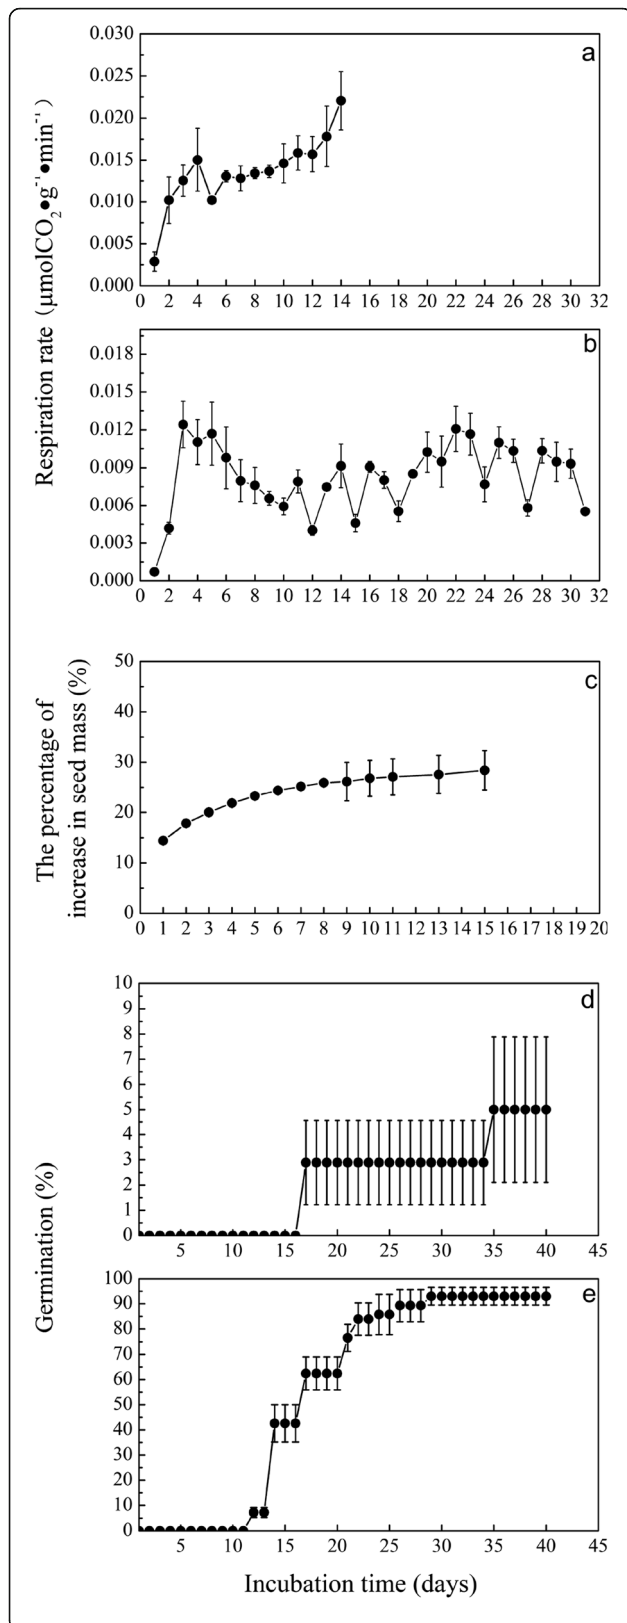 a
0.030
0.025
0.020
0.015
0.010
0.005
0.000
0 2 4 6 8 10 12 14 16 18 20 22 24 26 28 30 32
Respiration rate (μmolCO₂•g⁻¹•min⁻¹)
b
0.018
0.015
0.012
0.009
0.006
0.003
0.000
0 2 4 6 8 10 12 14 16 18 20 22 24 26 28 30 32
c
50
40
30
20
10
0
0 1 2 3 4 5 6 7 8 9 10 11 12 13 14 15 16 17 18 19 20
The percentage of
increase in seed mass (%)
d
10
9
8
7
6
5
4
3
2
1
0
5 10 15 20 25 30 35 40 45
Germination (%)
e
100
90
80
70
60
50
40
30
20
10
0
5 10 15 20 25 30 35 40 45
Incubation time (days)